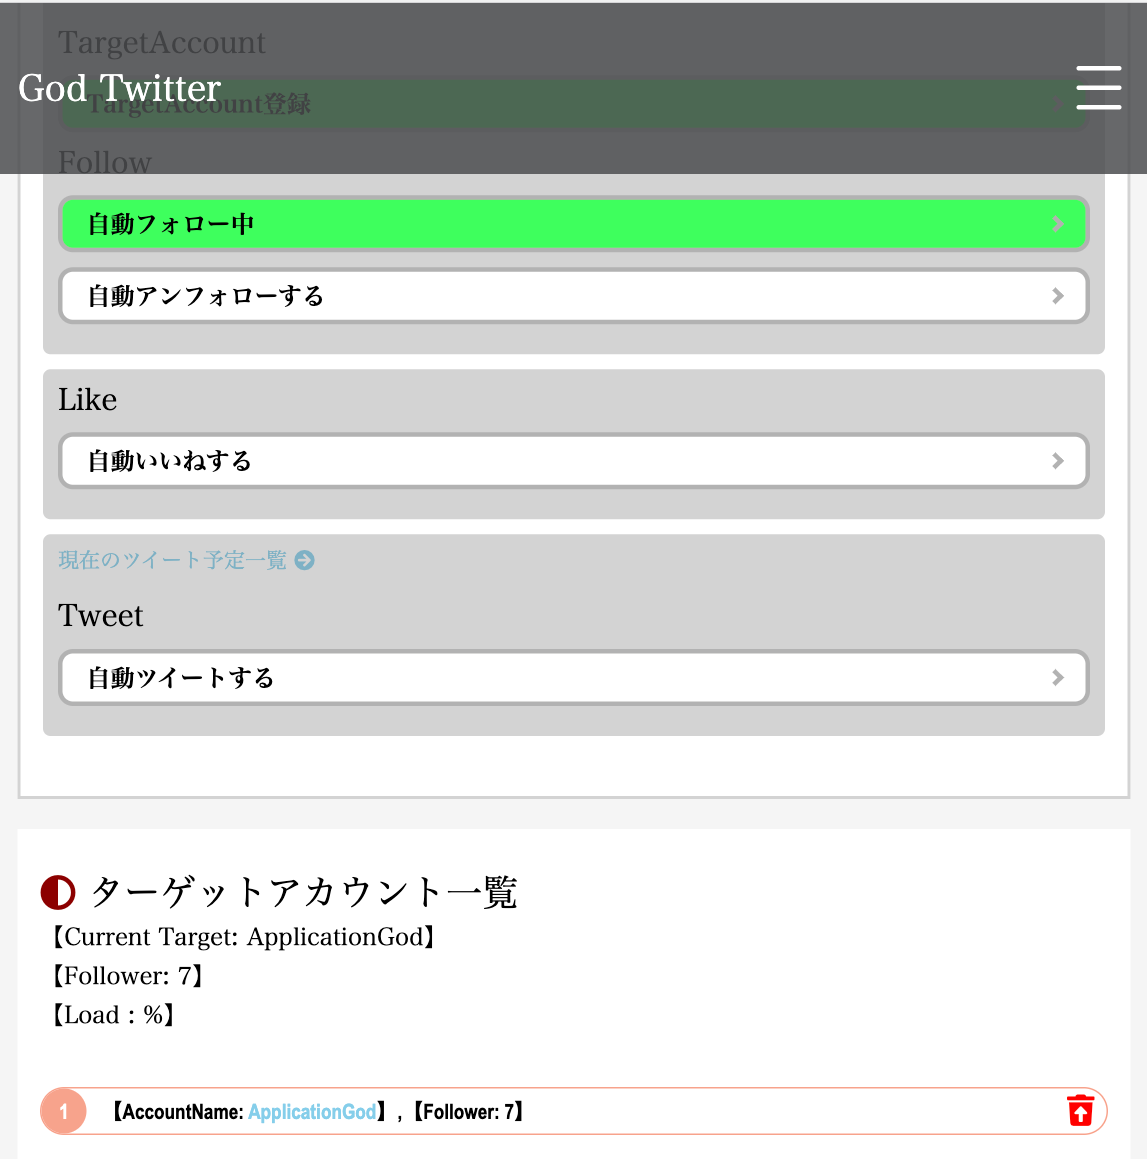 TargetAccount
God Twitter
TargetAccount登録
Follow
自動フォロー中
自動アンフォローする
Like
自動いいねする
現在のツイート予定一覧
Tweet
自動ツイートする
ターゲットアカウント一覧
【Current Target: ApplicationGod】
【Follower: 7】
【Load : %】
1 【AccountName: ApplicationGod】 , 【Follower: 7】